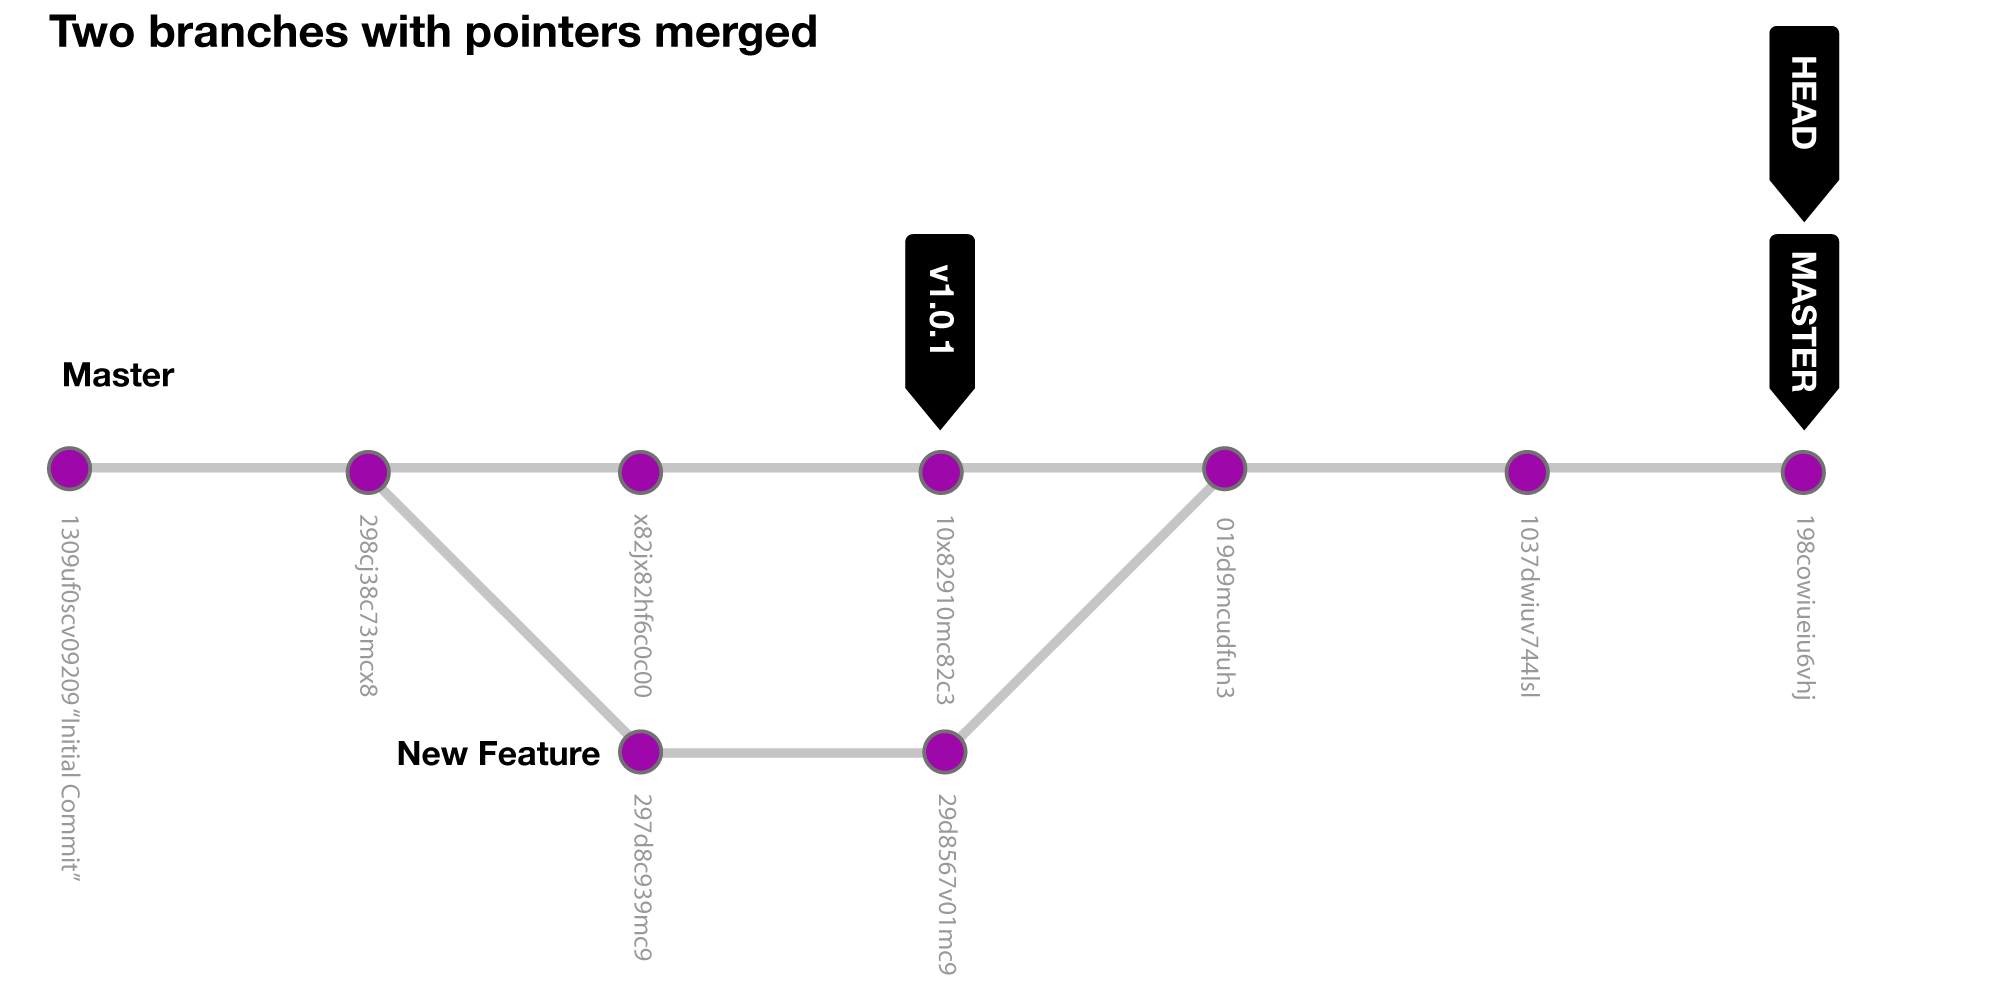 Two branches with pointers merged
HEAD
MASTER
v1.0.1
Master
1309uf0scv09209 “Initial Commit”
298cj38c73mcx8
x82jx82hf6c0c00
10x82910mc82c3
019d9mcudfuh3
1037dwiuv744lsl
198cowiueiu6vhj
New Feature
297d8c939mc9
29d8567v01mc9